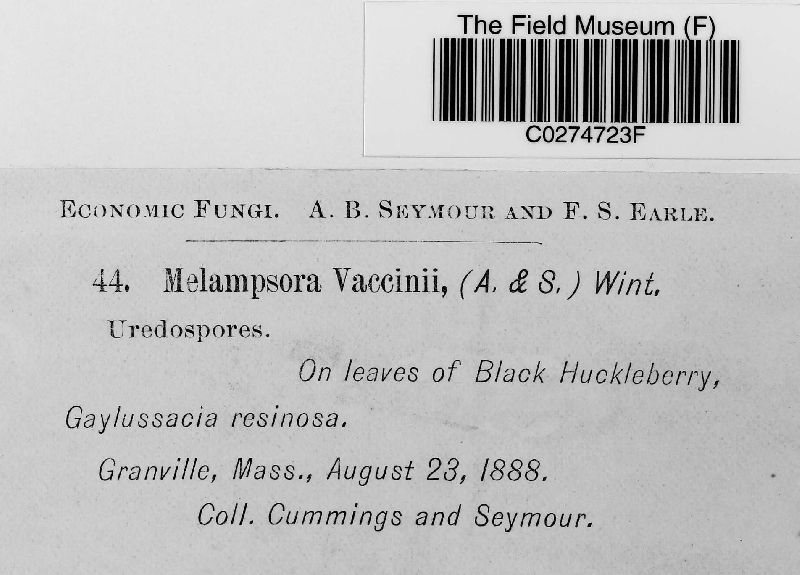 The Field Museum (F)
C0274723F
Economic Fungi. A. B. Seymour and F. S. Earle.
44. Melampsora Vaccinii, (A. & S.) Wint.
Uredospores.
On leaves of Black Huckleberry,
Gaylussacia resinosa.
Granville, Mass., August 23, 1888.
Coll. Cummings and Seymour.